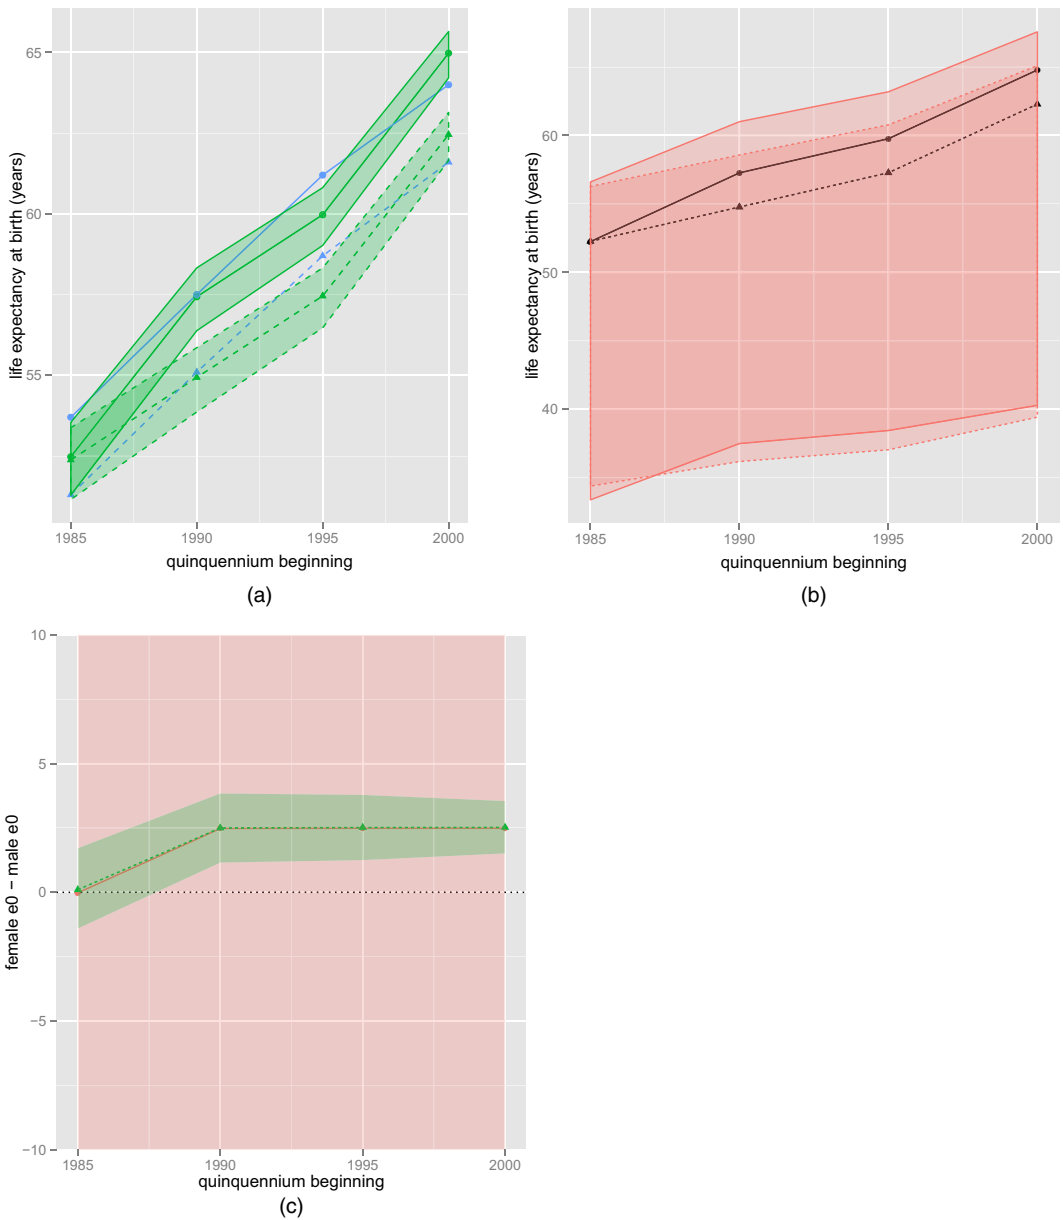 65
60
55
life expectancy at birth (years)
1985 1990 1995 2000
quinquennium beginning
(a)
60
50
40
life expectancy at birth (years)
1985 1990 1995 2000
quinquennium beginning
(b)
10
5
0
−5
−10
female e0 − male e0
1985 1990 1995 2000
quinquennium beginning
(c)